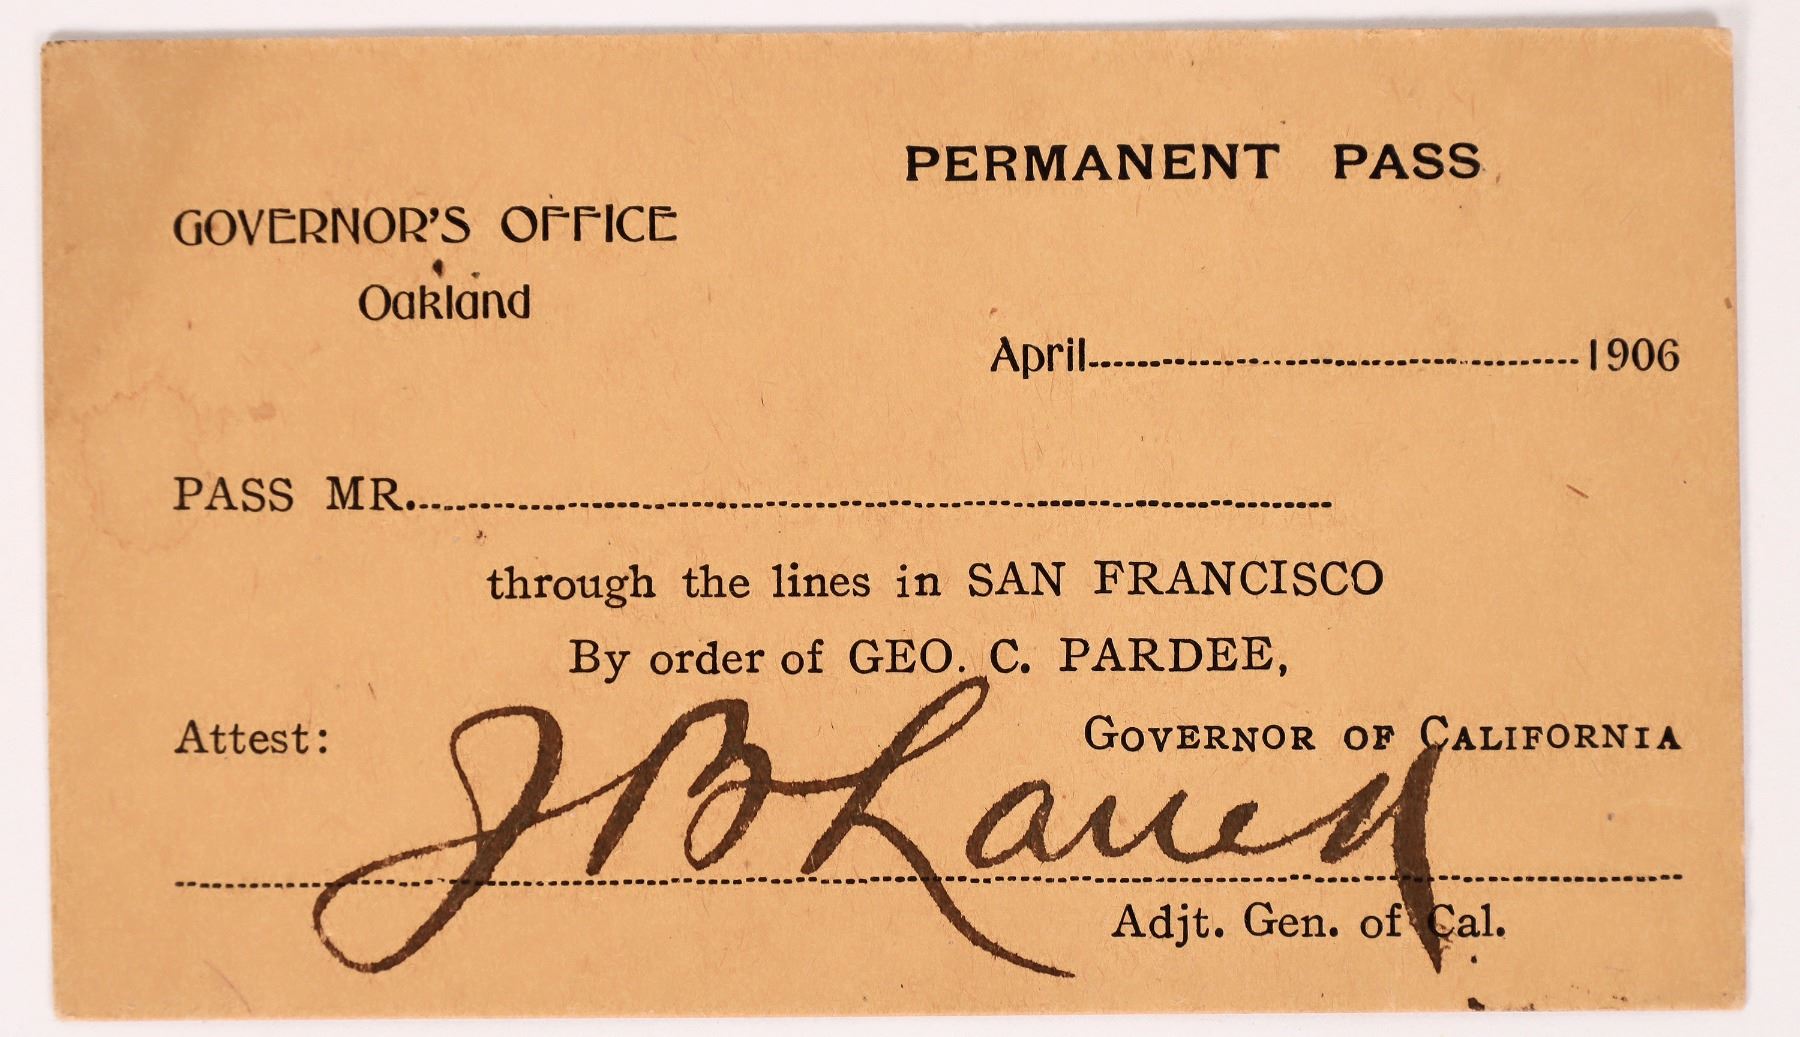 PERMANENT PASS
GOVERNOR'S OFFICE
Oakland
April........................................1906
PASS MR.........................................................................
through the lines in SAN FRANCISCO
By order of GEO. C. PARDEE,
Attest:
GOVERNOR OF CALIFORNIA
J B Lauck
Adjt. Gen. of Cal.